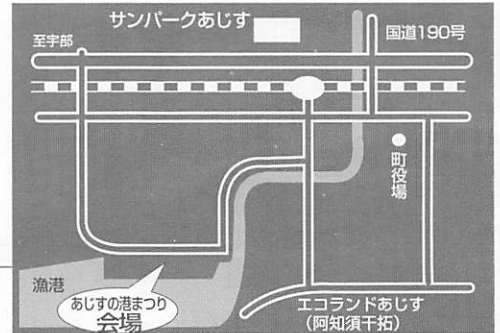 サンパークあじす
国道190号
至宇部
町役場
漁港
あじすの港まつり
会場
エコランドあじす
(阿知須干拓)